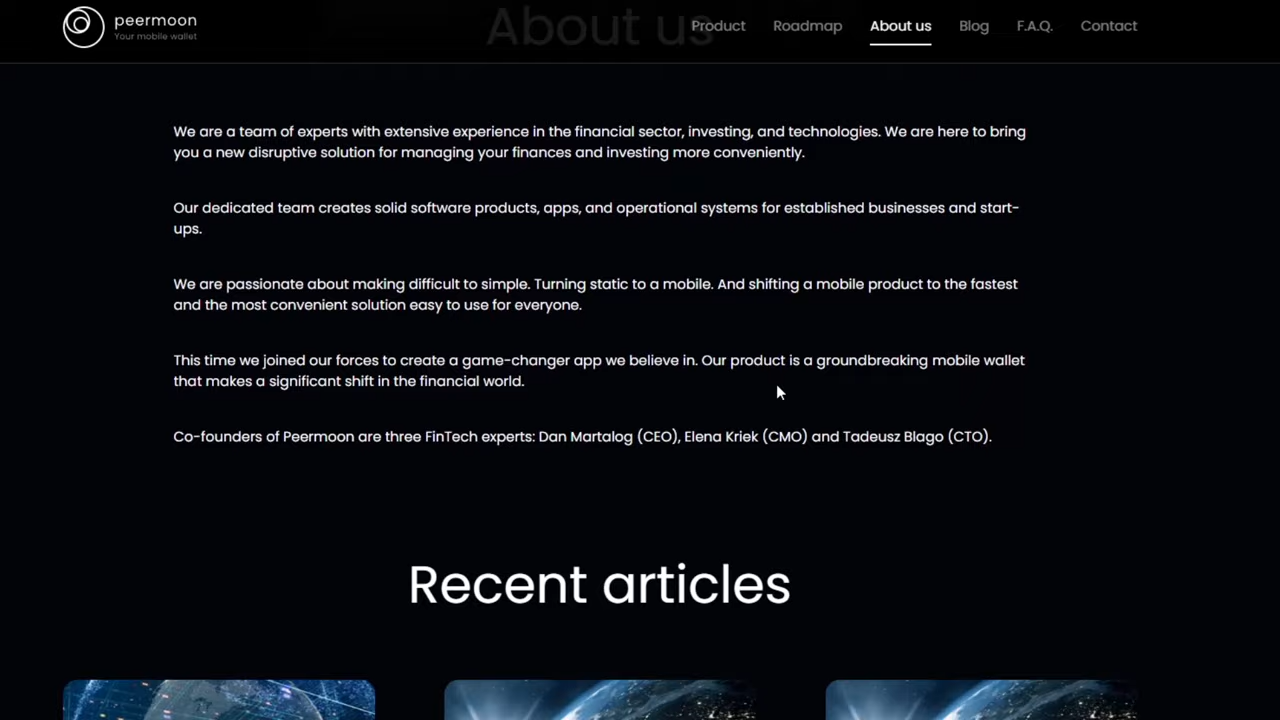 peermoon
Your mobile wallet
About us
Product
Roadmap
About us
Blog
F.A.Q.
Contact
We are a team of experts with extensive experience in the financial sector, investing, and technologies. We are here to bring
you a new disruptive solution for managing your finances and investing more conveniently.
Our dedicated team creates solid software products, apps, and operational systems for established businesses and start-
ups.
We are passionate about making difficult to simple. Turning static to a mobile. And shifting a mobile product to the fastest
and the most convenient solution easy to use for everyone.
This time we joined our forces to create a game-changer app we believe in. Our product is a groundbreaking mobile wallet
that makes a significant shift in the financial world.
Co-founders of Peermoon are three FinTech experts: Dan Martalog (CEO), Elena Kriek (CMO) and Tadeusz Blago (CTO).
Recent articles